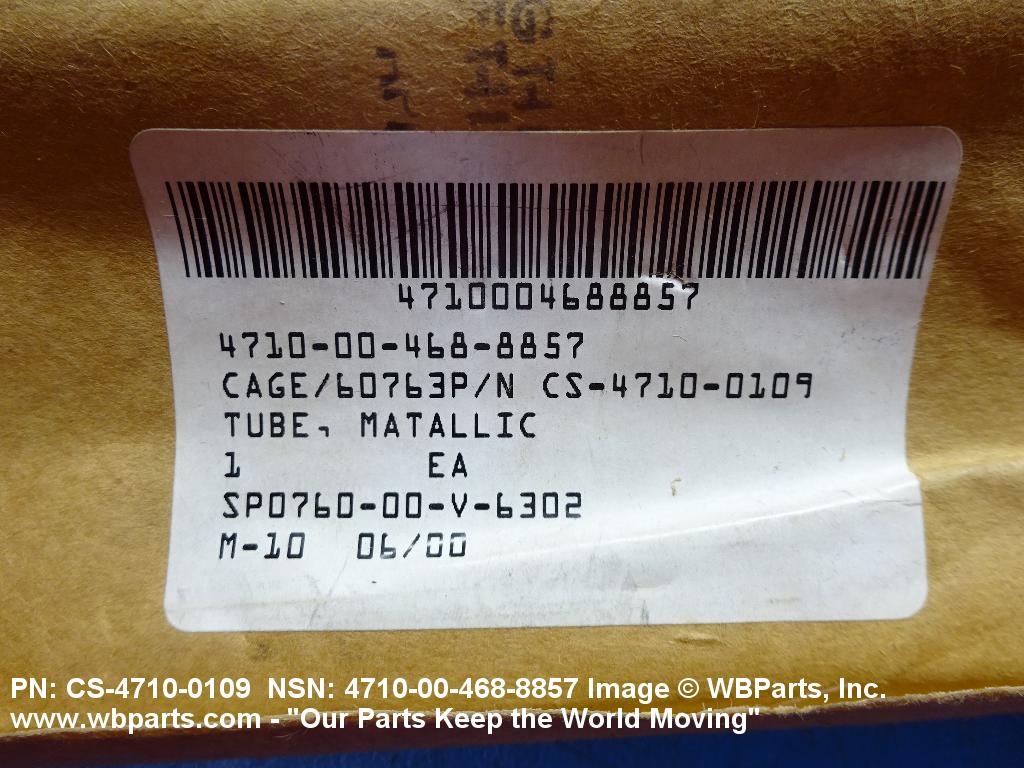 4710004688857
4710-00-468-8857
CAGE/60763P/N CS-4710-0109
TUBE, MATALLIC
1 EA
SP0760-00-V-6302
M-10 06/00
PN: CS-4710-0109 NSN: 4710-00-468-8857 Image © WBParts, Inc.
www.wbparts.com - "Our Parts Keep the World Moving"